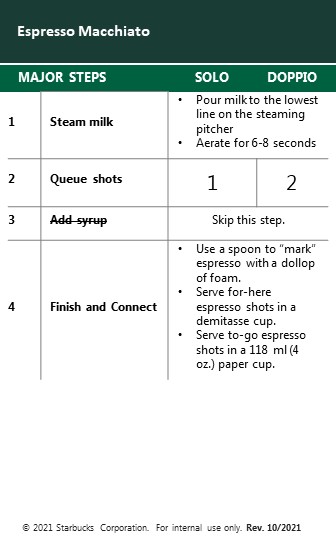 Espresso Macchiato
MAJOR STEPS SOLO DOPPIO
1 Steam milk
• Pour milk to the lowest
line on the steaming
pitcher
• Aerate for 6-8 seconds
2 Queue shots 1 2
3 Add syrup Skip this step.
4 Finish and Connect
• Use a spoon to “mark”
espresso with a dollop
of foam.
• Serve for-here
espresso shots in a
demitasse cup.
• Serve to-go espresso
shots in a 118 ml (4
oz.) paper cup.
© 2021 Starbucks Corporation. For internal use only. Rev. 10/2021